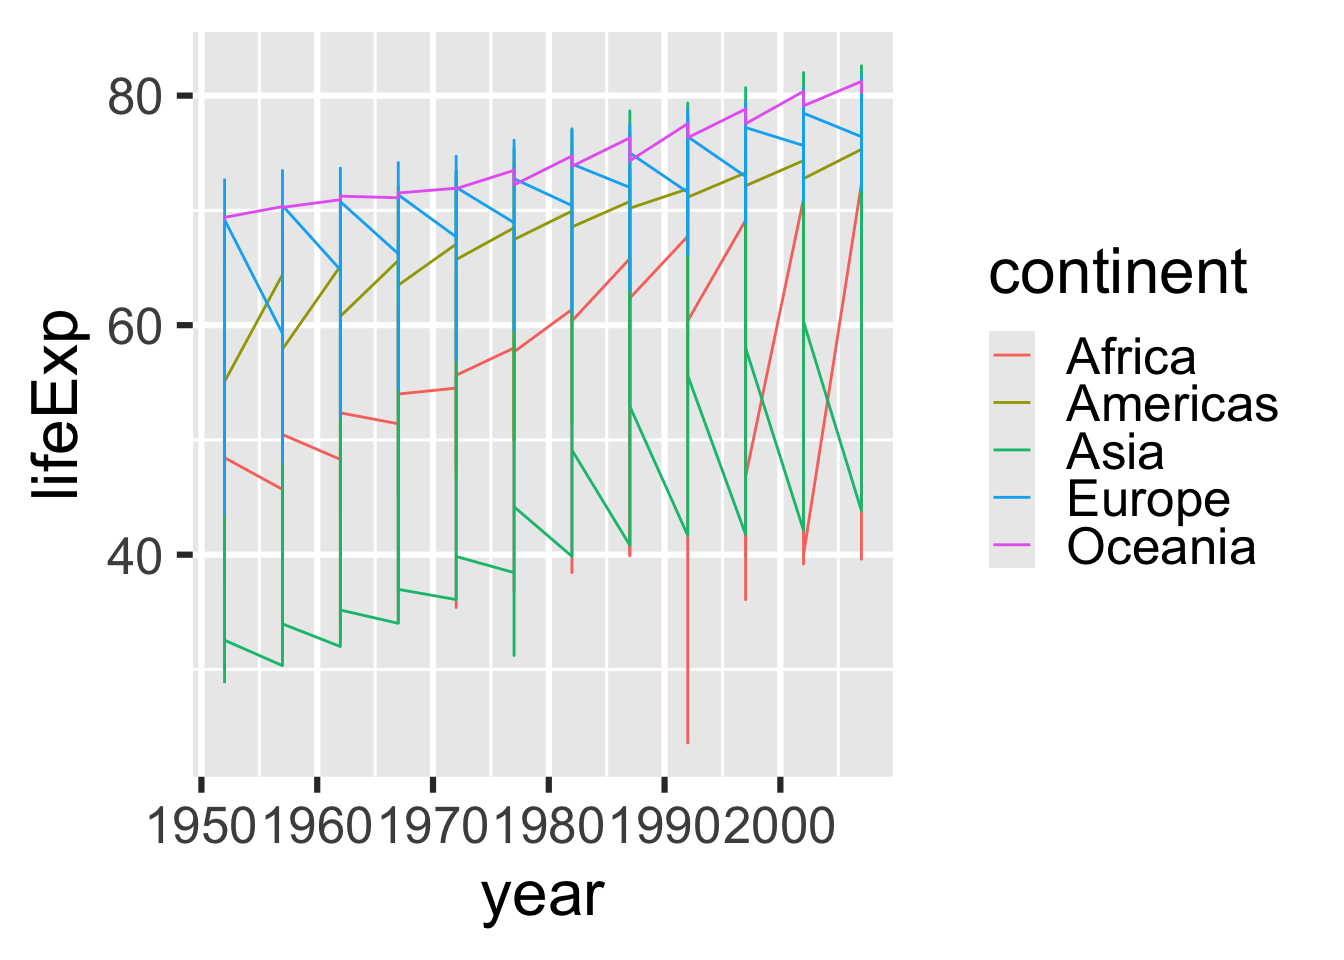 80
60
40
lifeExp
1950 1960 1970 1980 1990 2000
year
continent
Africa
Americas
Asia
Europe
Oceania